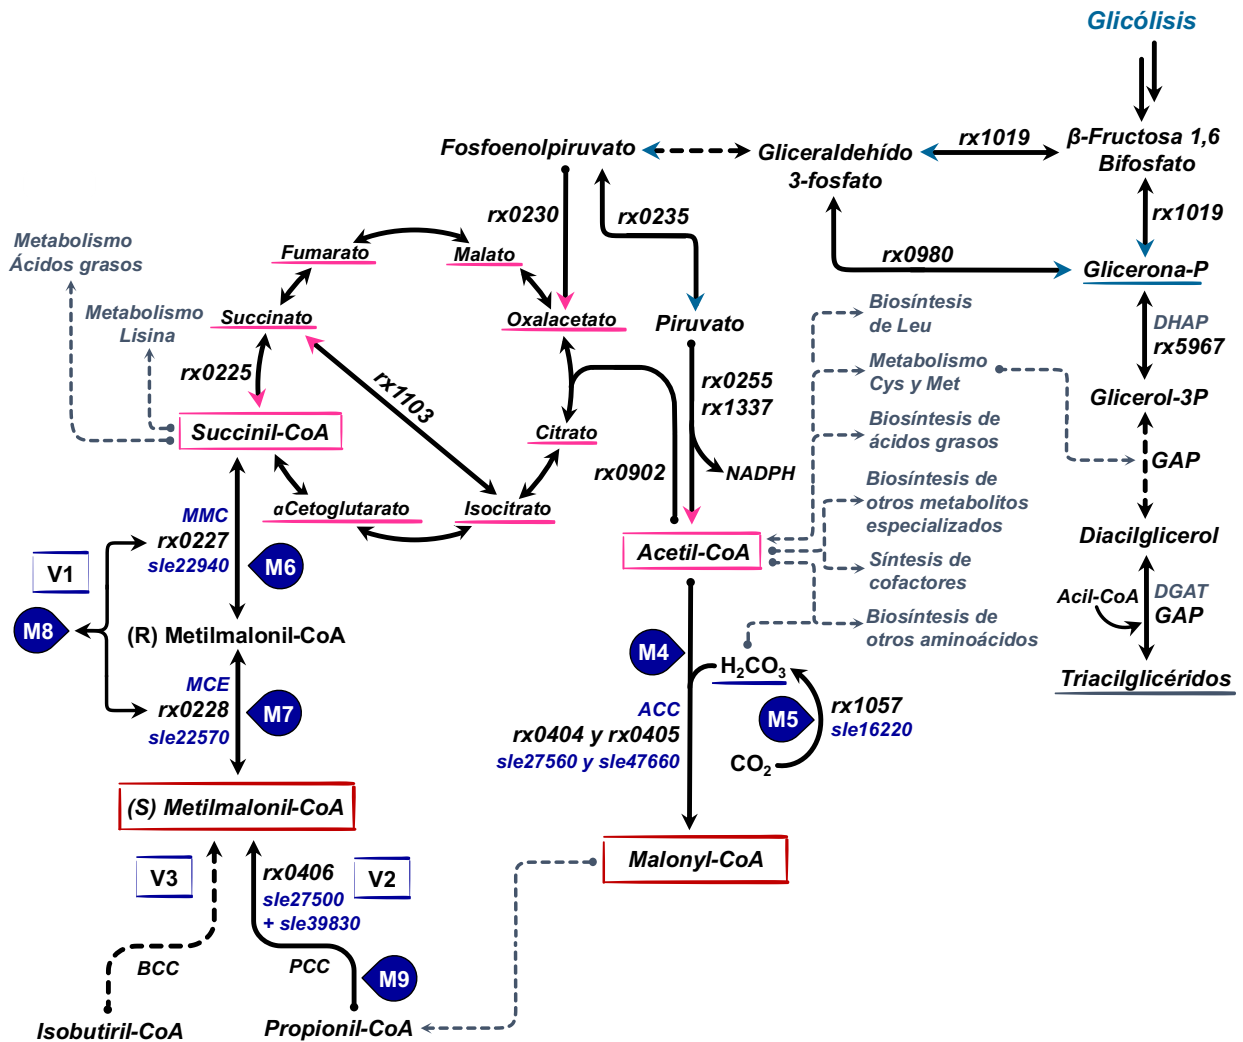 Glicólisis
β-Fructosa 1,6
Bifosfato
rx1019
Gliceraldehído
3-fosfato
Fosfoenolpiruvato
rx1019
rx0230
rx0235
rx0980
Glicerona-P
Metabolismo
Ácidos grasos
Fumarato
Malato
Metabolismo
Lisina
Succinato
Oxalacetato
Piruvato
Biosíntesis
de Leu
DHAP
rx5967
rx0225
rx1103
rx0255
rx1337
Metabolismo
Cys y Met
Glicerol-3P
Succinil-CoA
Citrato
Biosíntesis de
ácidos grasos
GAP
rx0902
NADPH
αCetoglutarato
Isocitrato
Biosíntesis de
otros metabolitos
especializados
Diacilglicerol
MMC
rx0227
sle22940
M6
V1
Acetil-CoA
Síntesis de
cofactores
Acil-CoA
DGAT
GAP
M8
(R) Metilmalonil-CoA
Biosíntesis de
otros aminoácidos
M4
H2CO3
Triacilglicéridos
MCE
rx0228
sle22570
M7
ACC
rx0404 y rx0405
sle27560 y sle47660
M5
rx1057
sle16220
CO2
(S) Metilmalonil-CoA
Malonyl-CoA
V3
rx0406
sle27500
+ sle39830
V2
BCC
PCC
M9
Isobutiril-CoA
Propionil-CoA